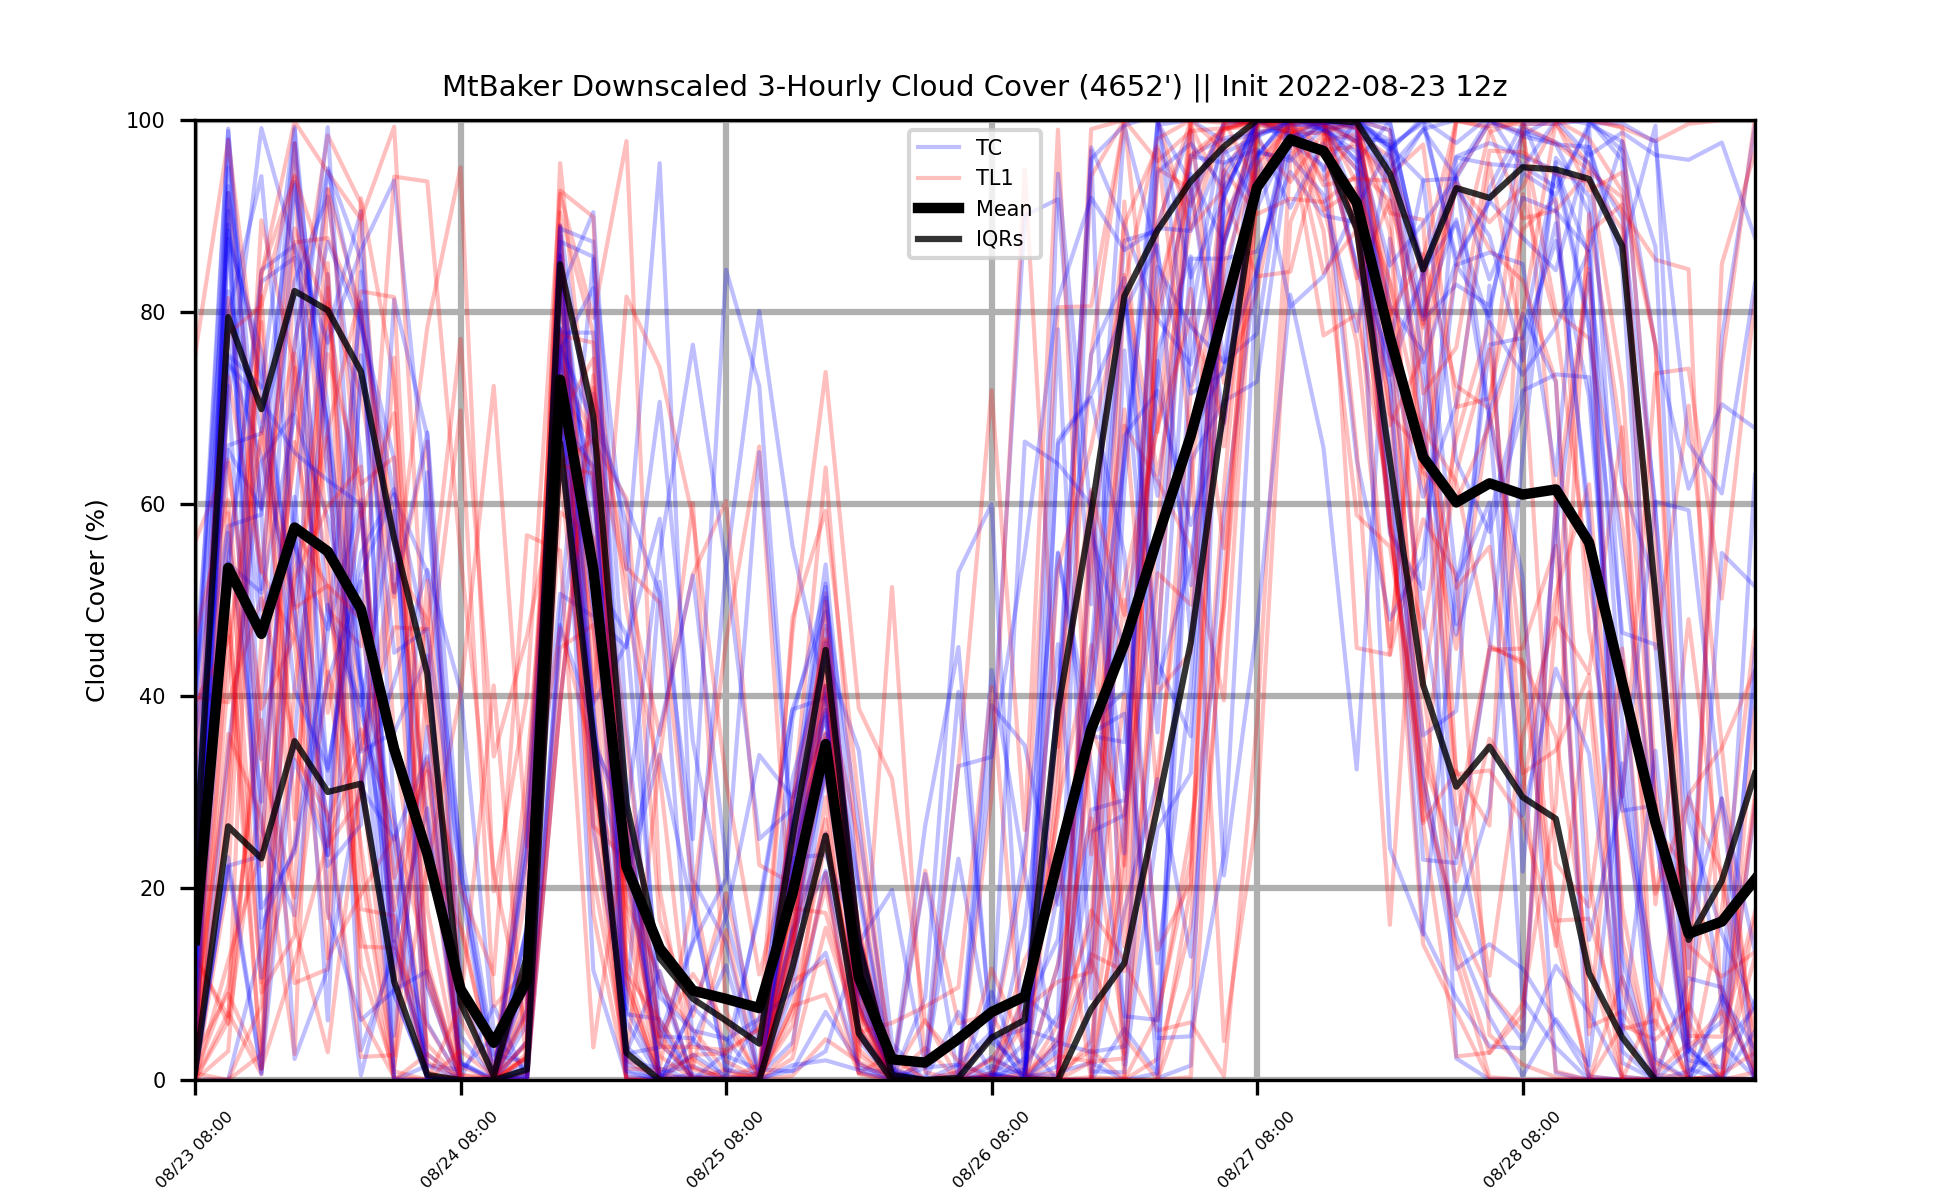 MtBaker Downscaled 3-Hourly Cloud Cover (4652') || Init 2022-08-23 12z
TC
TL1
Mean
IQRs
Cloud Cover (%)
100
80
60
40
20
0
08/23 08:00
08/24 08:00
08/25 08:00
08/26 08:00
08/27 08:00
08/28 08:00